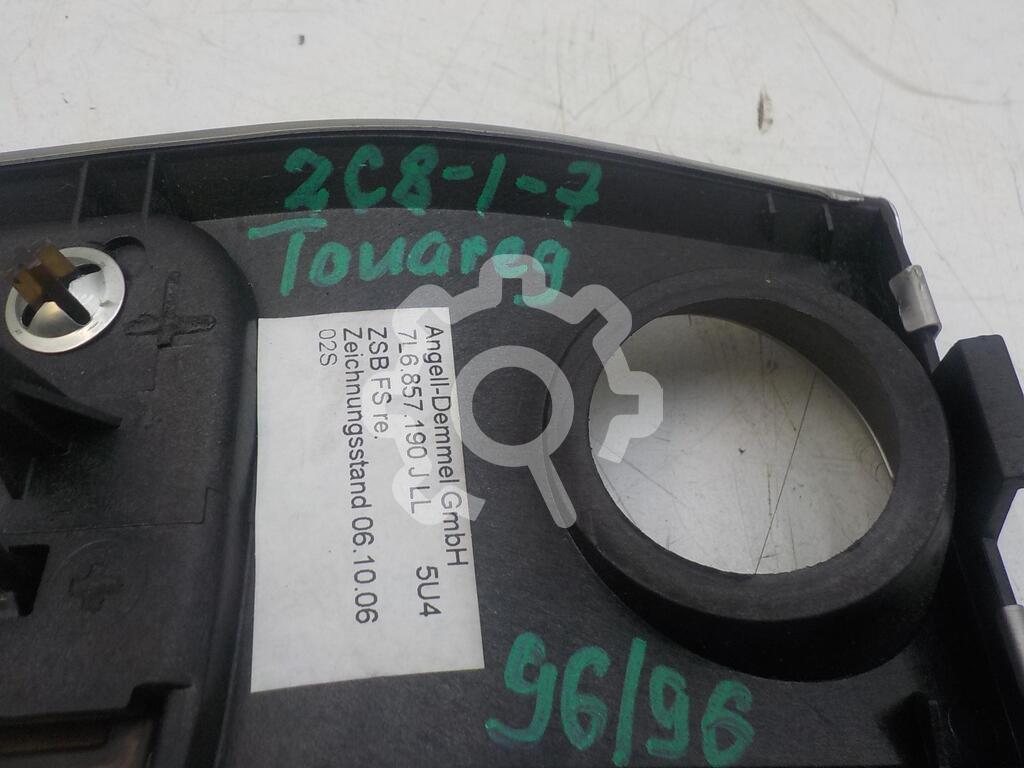 2C8-1-7
Touareg
Angell-Demmel GmbH
7L6.857.190 J LL 5U4
ZSB FS re.
Zeichnungsstand 06.10.06
02S
96/96